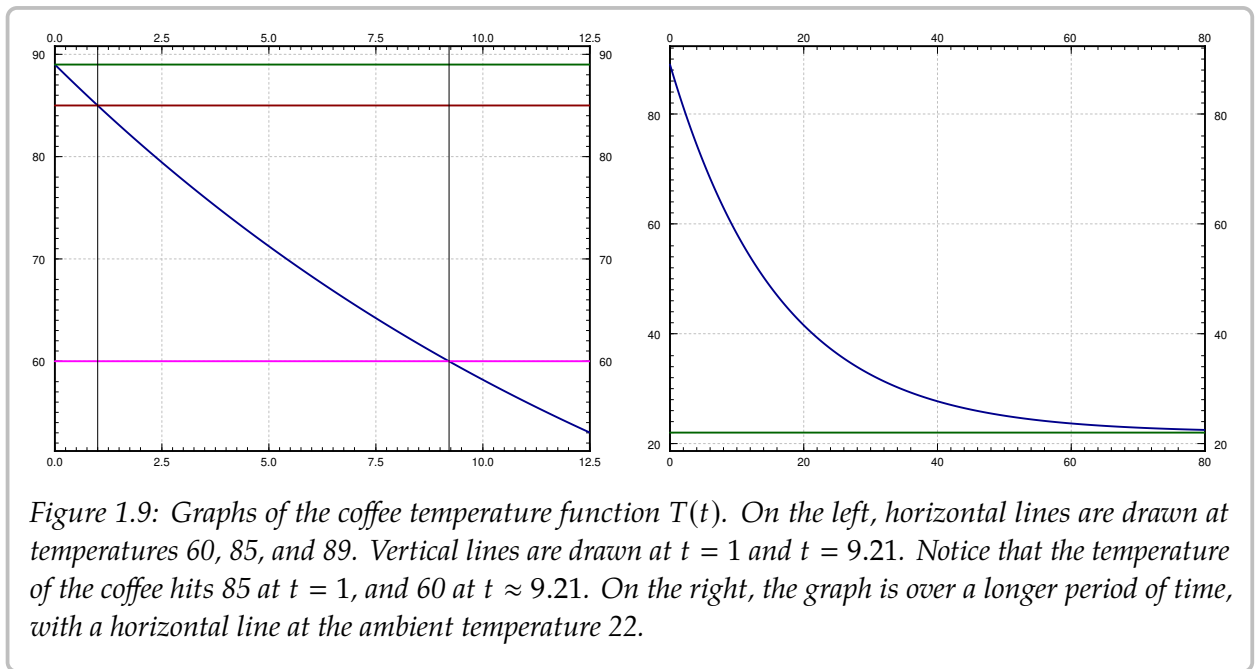 0.0 2.5 5.0 7.5 10.0 12.5
90 90
80 80
70 70
60 60
0.0 2.5 5.0 7.5 10.0 12.5
0 20 40 60 80
80 80
60 60
40 40
20 20
0 20 40 60 80
Figure 1.9: Graphs of the coffee temperature function T(t). On the left, horizontal lines are drawn at
temperatures 60, 85, and 89. Vertical lines are drawn at t = 1 and t = 9.21. Notice that the temperature
of the coffee hits 85 at t = 1, and 60 at t ≈ 9.21. On the right, the graph is over a longer period of time,
with a horizontal line at the ambient temperature 22.